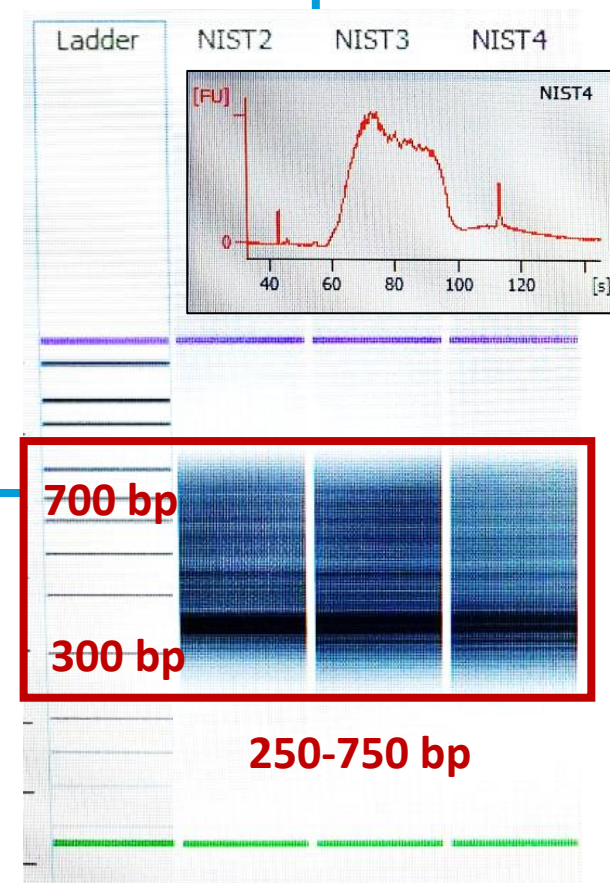 Ladder NIST2 NIST3 NIST4
[FU] NIST4
0
40 60 80 100 120 [s]
700 bp
300 bp
250-750 bp